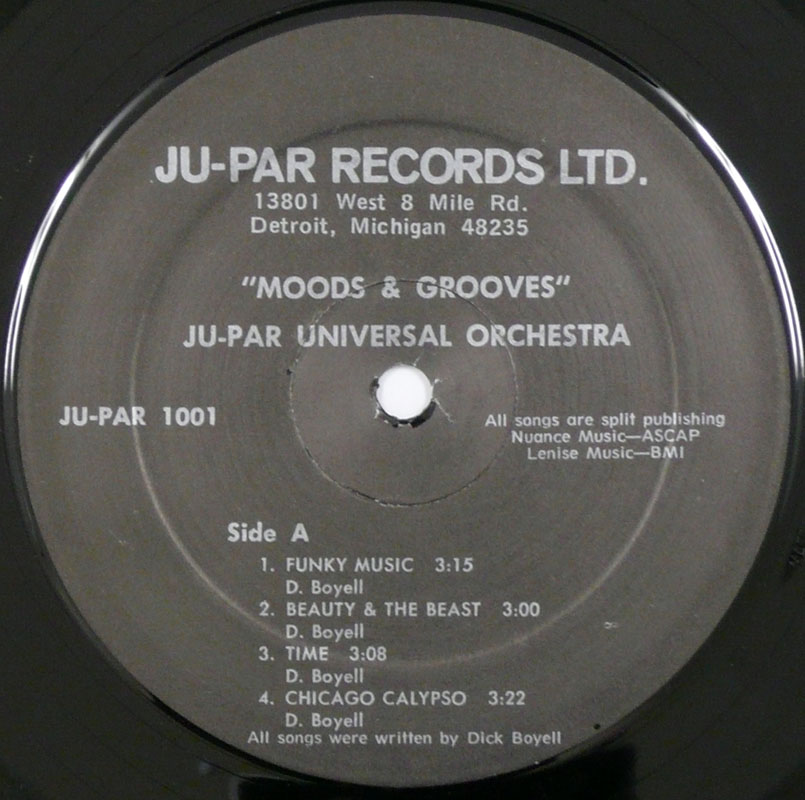 JU-PAR RECORDS LTD.
13801 West 8 Mile Rd.
Detroit, Michigan 48235
"MOODS & GROOVES"
JU-PAR UNIVERSAL ORCHESTRA
JU-PAR 1001
All songs are split publishing
Nuance Music—ASCAP
Lenise Music—BMI
Side A
1. FUNKY MUSIC 3:15
D. Boyell
2. BEAUTY & THE BEAST 3:00
D. Boyell
3. TIME 3:08
D. Boyell
4. CHICAGO CALYPSO 3:22
D. Boyell
All songs were written by Dick Boyell